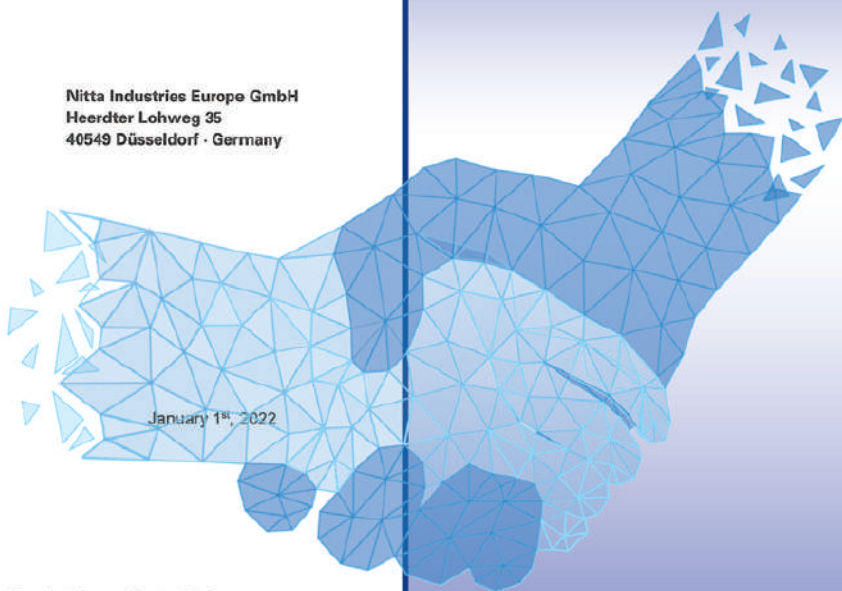 Nitta Industries Europe GmbH
Heerdter Lohweg 35
40549 Düsseldorf · Germany
January 1st, 2022